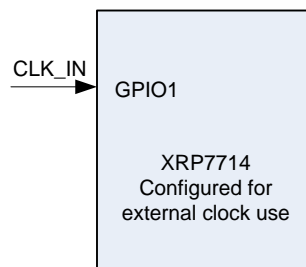 CLK_IN
GPIO1
XRP7714
Configured for
external clock use